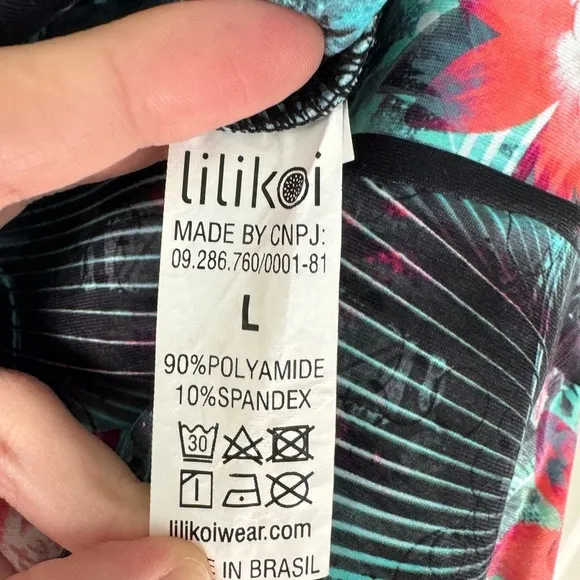 lilikoi
MADE BY CNPJ:
09.286.760/0001-81
L
90%POLYAMIDE
10%SPANDEX
30
lilikoiwear.com
E IN BRASIL